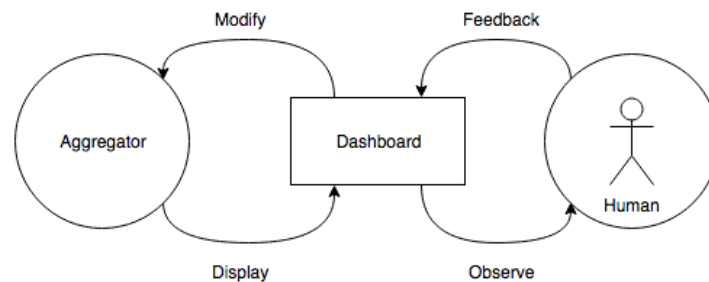 Modify
Feedback
Aggregator
Dashboard
Human
Display
Observe